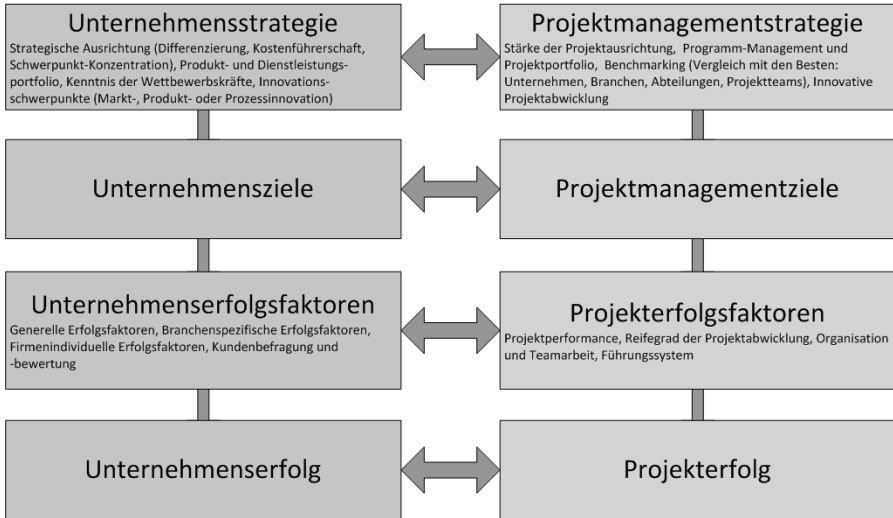 Unternehmensstrategie
Strategische Ausrichtung (Differenzierung, Kostenführerschaft,
Schwerpunkt-Konzentration), Produkt- und Dienstleistungs-
portfolio, Kenntnis der Wettbewerbskräfte, Innovations-
schwerpunkte (Markt-, Produkt- oder Prozessinnovation)
Projektmanagementstrategie
Stärke der Projektausrichtung, Programm-Management und
Projektportfolio, Benchmarking (Vergleich mit den Besten:
Unternehmen, Branchen, Abteilungen, Projektteams), Innovative
Projektabwicklung
Unternehmensziele
Projektmanagementziele
Unternehmenserfolgsfaktoren
Generelle Erfolgsfaktoren, Branchenspezifische Erfolgsfaktoren,
Firmenindividuelle Erfolgsfaktoren, Kundenbefragung und
-bewertung
Projekterfolgsfaktoren
Projektperformance, Reifegrad der Projektabwicklung, Organisation
und Teamarbeit, Führungssystem
Unternehmenserfolg
Projekterfolg